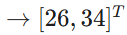 → [26, 34]ᵀ